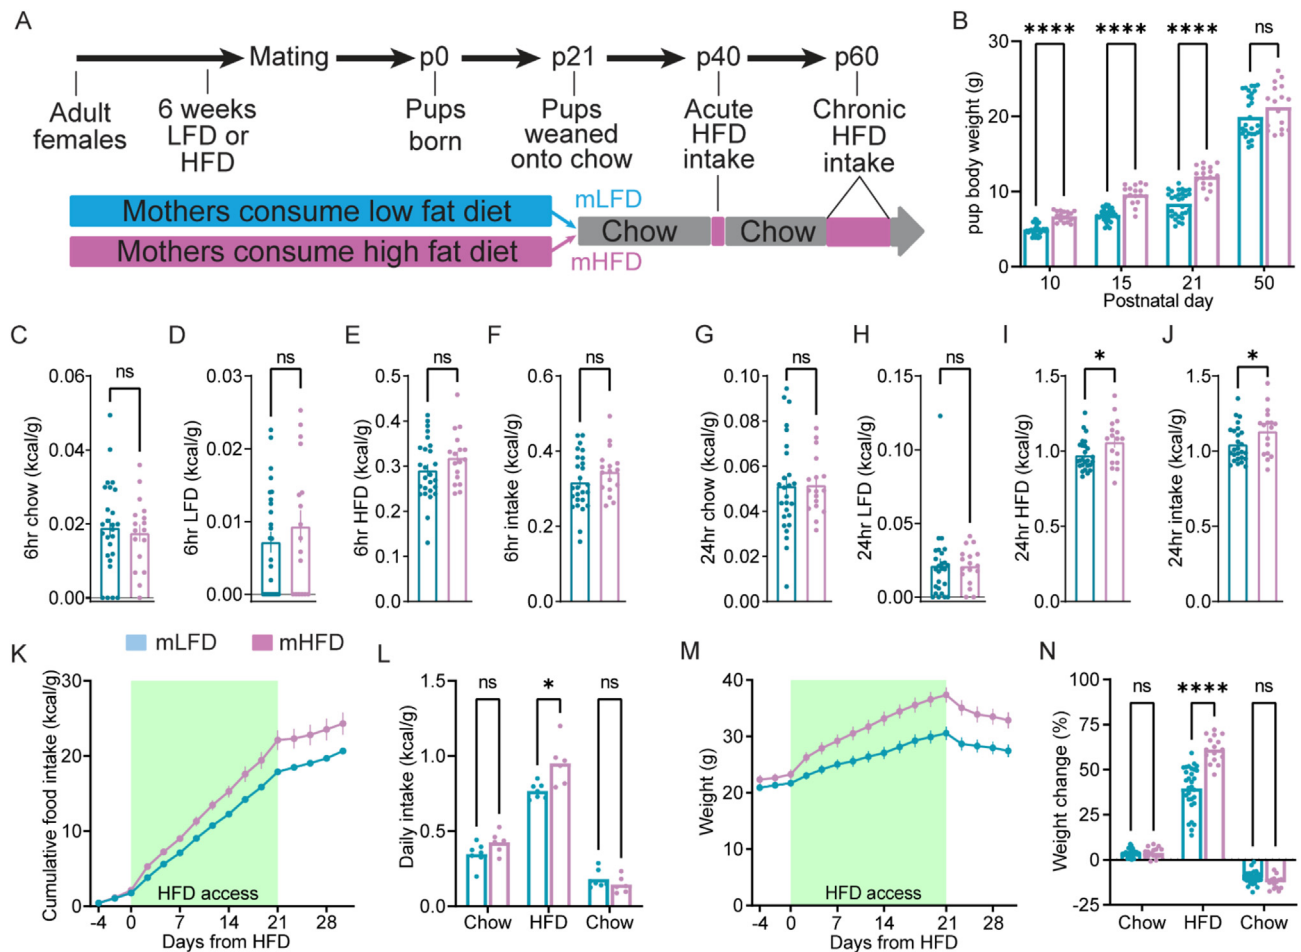 A
Mating
p0
p21
p40
p60
Adult
females
6 weeks
LFD or
HFD
Pups
born
Pups
weaned
onto chow
Acute
HFD
intake
Chronic
HFD
intake
Mothers consume low fat diet
mLFD
Chow
Chow
Mothers consume high fat diet
mHFD
B
****
****
****
ns
pup body weight (g)
30
20
10
0
10
15
21
50
Postnatal day
C
ns
6hr chow (kcal/g)
0.06
0.04
0.02
0.00
D
ns
6hr LFD (kcal/g)
0.03
0.02
0.01
0.00
E
ns
6hr HFD (kcal/g)
0.5
0.4
0.3
0.2
0.1
0.0
F
ns
6hr intake (kcal/g)
0.6
0.4
0.2
0.0
G
ns
24hr chow (kcal/g)
0.10
0.08
0.06
0.04
0.02
0.00
H
ns
24hr LFD (kcal/g)
0.15
0.10
0.05
0.00
I
*
24hr HFD (kcal/g)
1.5
1.0
0.5
0.0
J
*
24hr intake (kcal/g)
1.5
1.0
0.5
0.0
mLFD
mHFD
K
Cumulative food intake (kcal/g)
30
20
10
0
HFD access
-4
0
7
14
21
28
Days from HFD
L
ns
*
ns
Daily intake (kcal/g)
1.5
1.0
0.5
0.0
Chow
HFD
Chow
M
Weight (g)
40
30
20
10
0
HFD access
-4
0
7
14
21
28
Days from HFD
N
ns
****
ns
Weight change (%)
100
75
50
25
0
-25
Chow
HFD
Chow